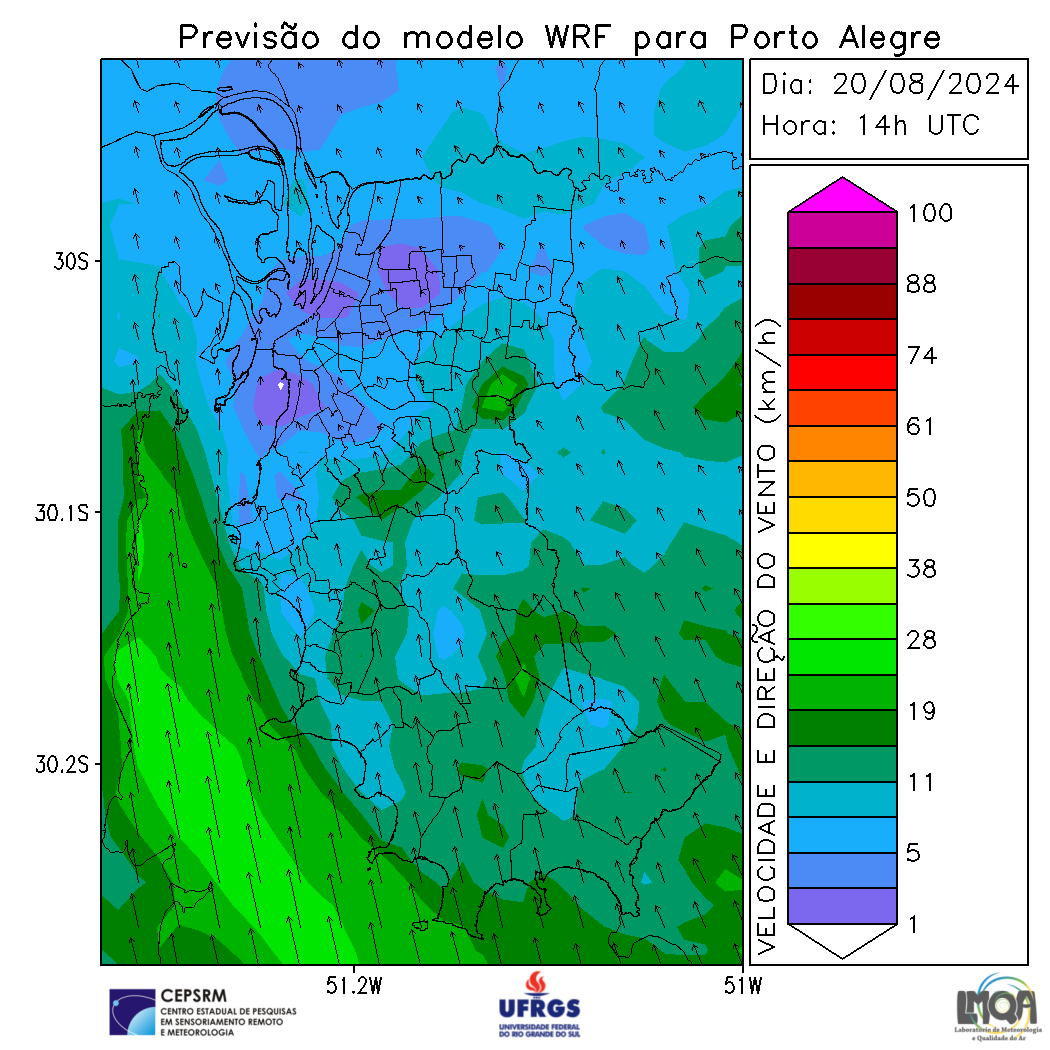 Previsão do modelo WRF para Porto Alegre
Dia: 20/08/2024
Hora: 14h UTC
30S
30.1S
30.2S
51.2W
51W
VELOCIDADE E DIREÇÃO DO VENTO (km/h)
100
88
74
61
50
38
28
19
11
5
1
CEPSRM
CENTRO ESTADUAL DE PESQUISAS
EM SENSORIAMENTO REMOTO
E METEOROLOGIA
UFRGS
UNIVERSIDADE FEDERAL
DO RIO GRANDE DO SUL
LMQA
Laboratório de Meteorologia
e Qualidade do Ar